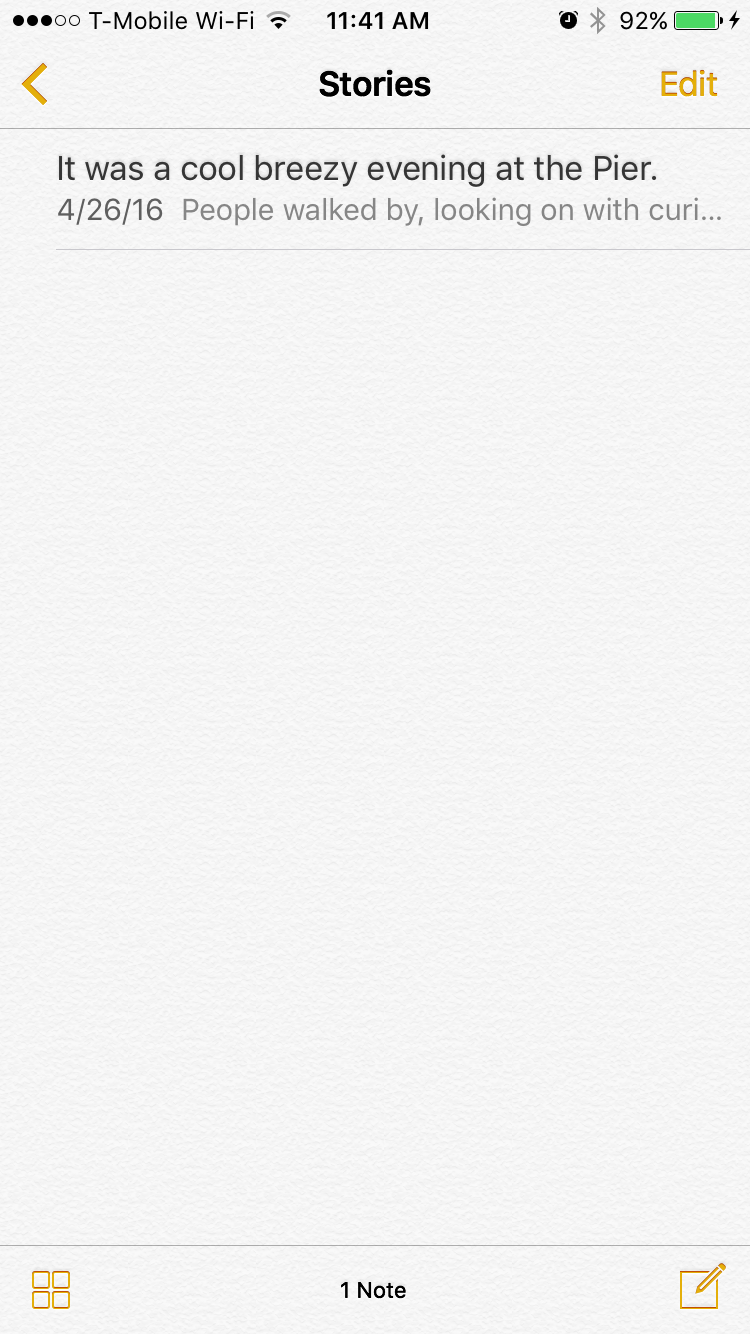 T-Mobile Wi-Fi 11:41 AM 92%
Stories Edit
It was a cool breezy evening at the Pier.
4/26/16 People walked by, looking on with curi...
1 Note